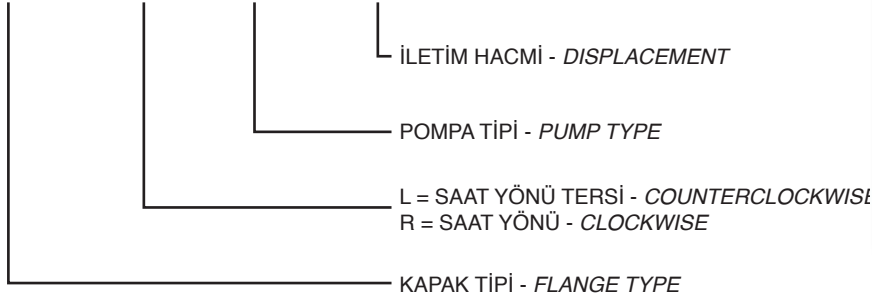 İLETİM HACMİ - DISPLACEMENT
POMPA TİPİ - PUMP TYPE
L = SAAT YÖNÜ TERSİ - COUNTERCLOCKWISE
R = SAAT YÖNÜ - CLOCKWISE
KAPAK TİPİ - FLANGE TYPE